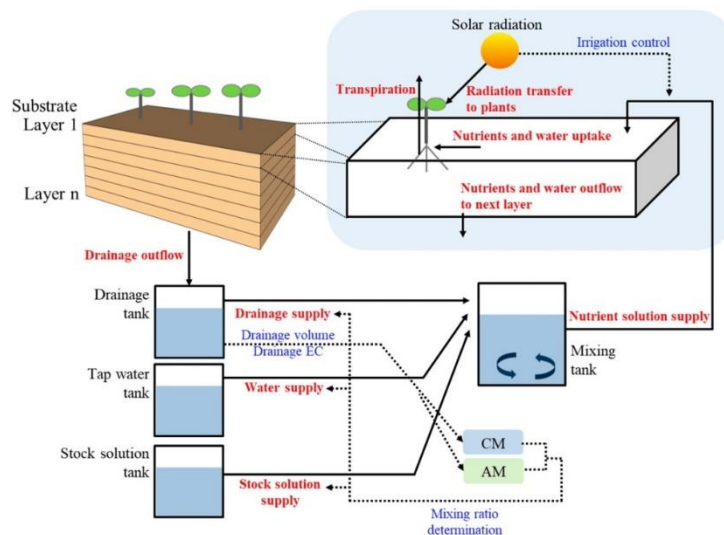 Solar radiation
Irrigation control
Transpiration
Radiation transfer
to plants
Substrate
Layer 1
Nutrients and water uptake
Layer n
Nutrients and water outflow
to next layer
Drainage outflow
Drainage
tank
Drainage supply
Nutrient solution supply
Drainage volume
Drainage EC
Mixing
tank
Tap water
tank
Water supply
CM
AM
Stock solution
tank
Stock solution
supply
Mixing ratio
determination